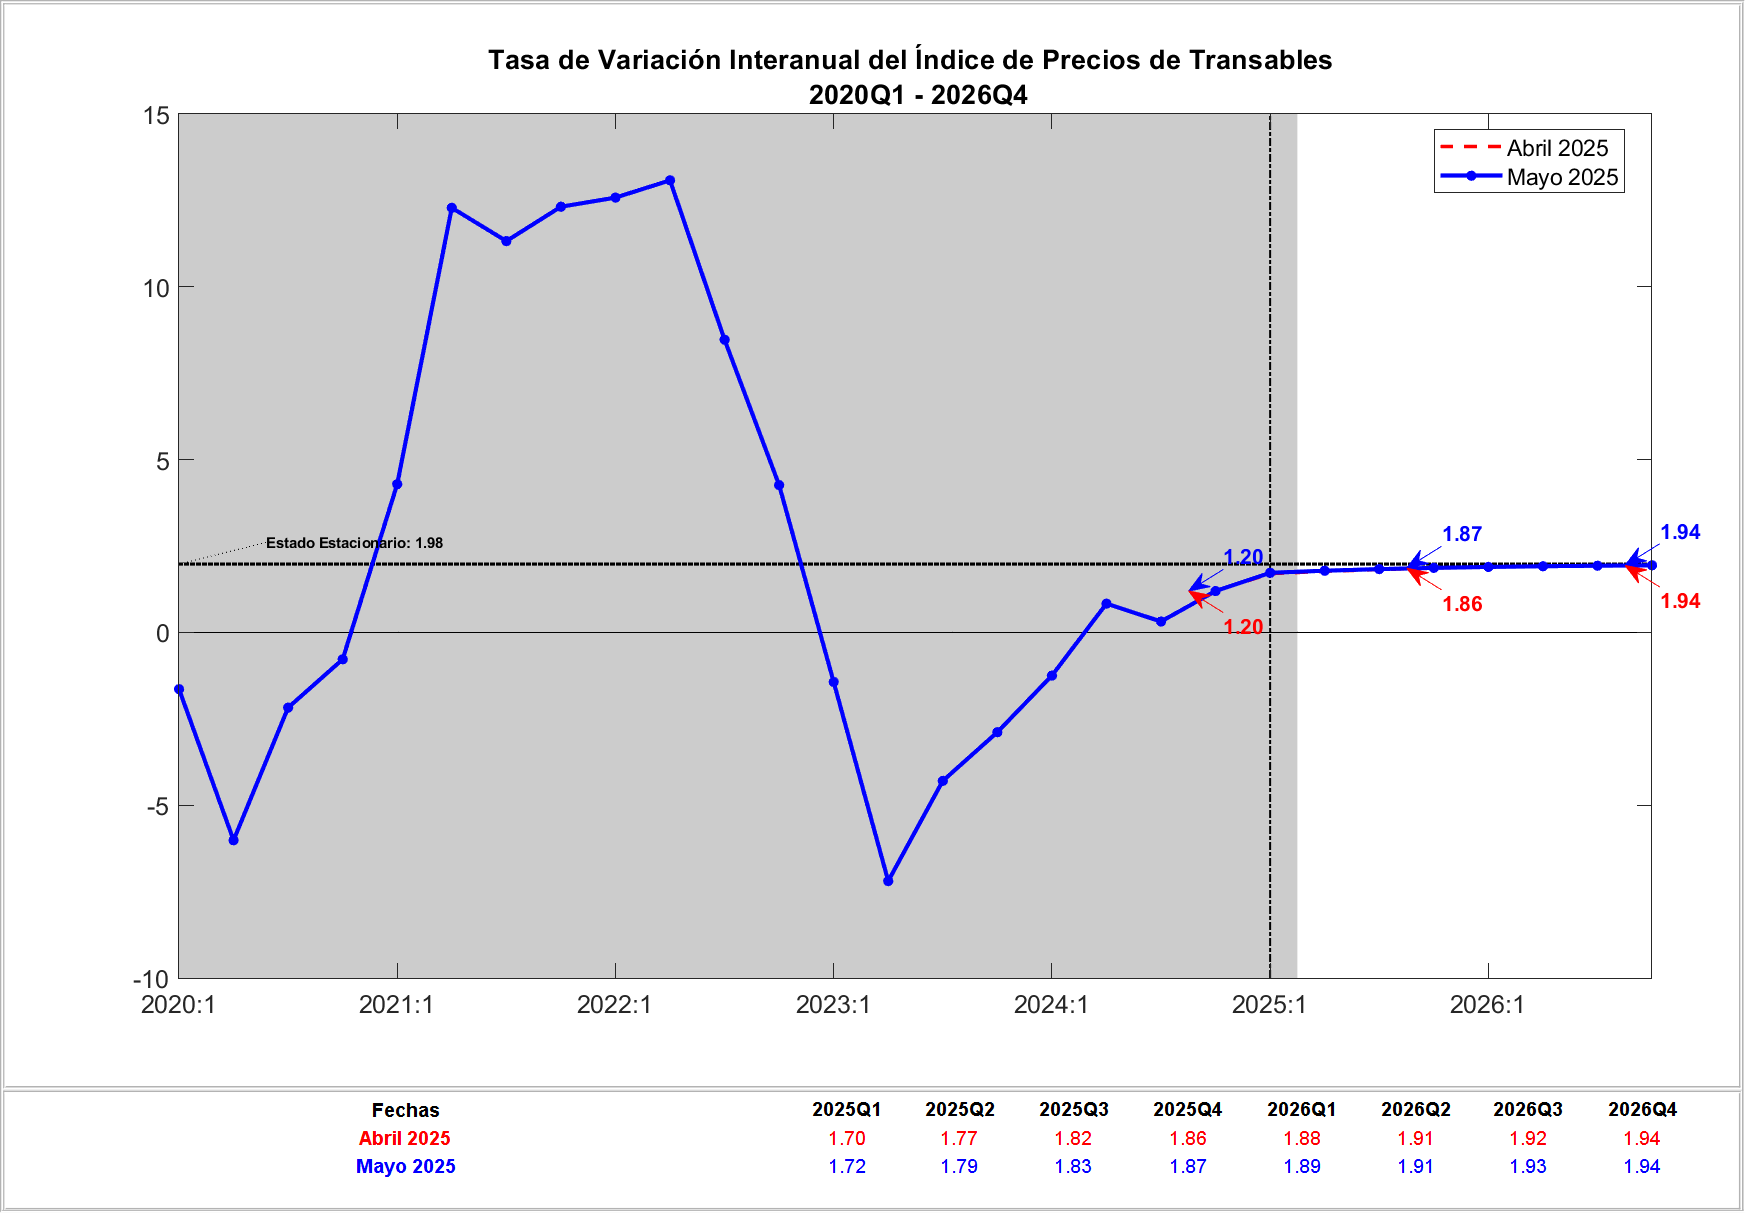 Tasa de Variación Interanual del Índice de Precios de Transables
2020Q1 - 2026Q4
15
10
5
0
-5
-10
Abril 2025
Mayo 2025
Estado Estacionario: 1.98
1.20
1.20
1.87
1.86
1.94
1.94
2020:1 2021:1 2022:1 2023:1 2024:1 2025:1 2026:1
Fechas 2025Q1 2025Q2 2025Q3 2025Q4 2026Q1 2026Q2 2026Q3 2026Q4
Abril 2025 1.70 1.77 1.82 1.86 1.88 1.91 1.92 1.94
Mayo 2025 1.72 1.79 1.83 1.87 1.89 1.91 1.93 1.94